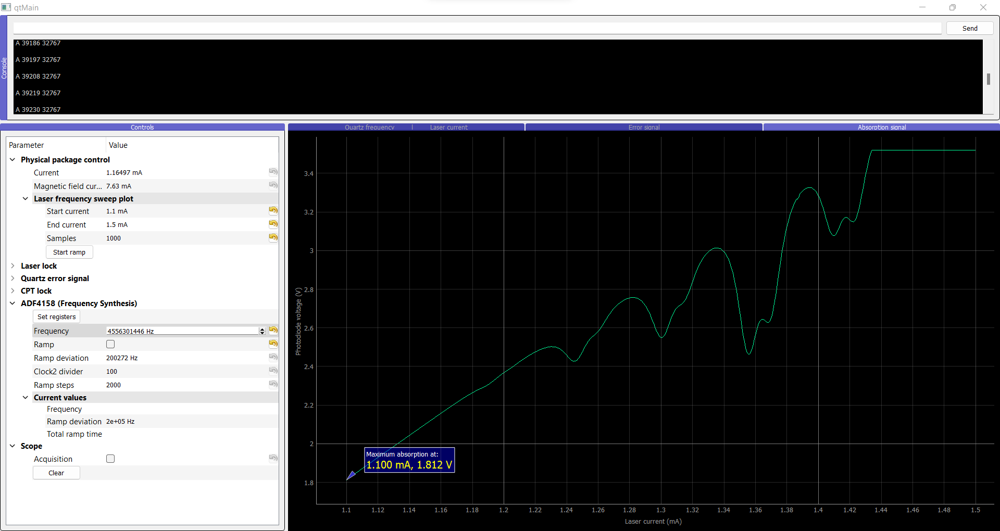 qtMain
Send
Console
A 39186 32767
A 39197 32767
A 39208 32767
A 39219 32767
A 39230 32767
Controls
Parameter Value
Physical package control
Current 1.16497 mA
Magnetic field cur... 7.63 mA
Laser frequency sweep plot
Start current 1.1 mA
End current 1.5 mA
Samples 1000
Start ramp
Laser lock
Quartz error signal
CPT lock
ADF4158 (Frequency Synthesis)
Set registers
Frequency 4556301446 Hz
Ramp
Ramp deviation 200272 Hz
Clock2 divider 100
Ramp steps 2000
Current values
Frequency
Ramp deviation 2e+05 Hz
Total ramp time
Scope
Acquisition
Clear
Quartz frequency Laser current Error signal Absorption signal
Photodiode voltage (V)
3.4
3.2
3
2.8
2.6
2.4
2.2
2
1.8
Maximum absorption at:
1.100 mA, 1.812 V
1.1 1.12 1.14 1.16 1.18 1.2 1.22 1.24 1.26 1.28 1.3 1.32 1.34 1.36 1.38 1.4 1.42 1.44 1.46 1.48 1.5
Laser current (mA)